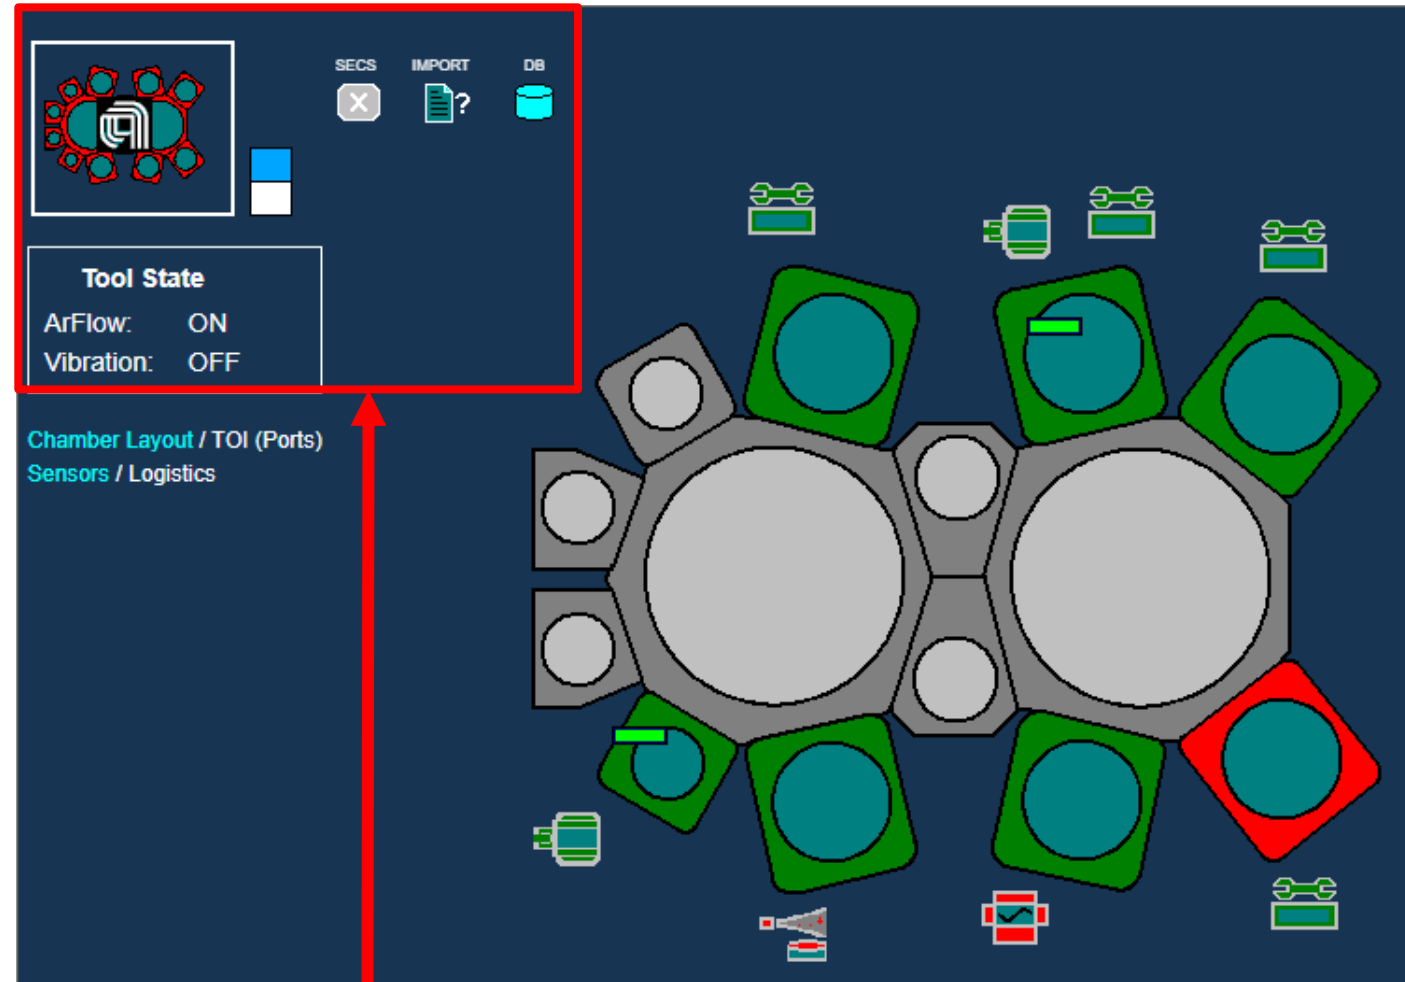 SECS IMPORT DB
?
Tool State
ArFlow: ON
Vibration: OFF
Chamber Layout / TOI (Ports)
Sensors / Logistics